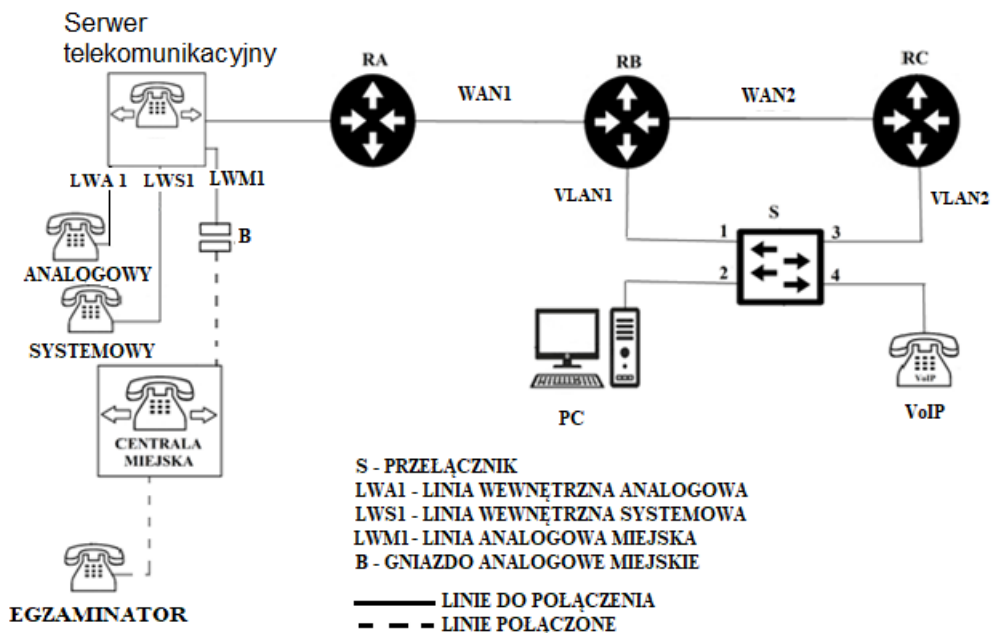 Serwer
telekomunikacyjny
RA
WAN1
RB
WAN2
RC
LWA 1
LWS1
LWM1
VLAN1
VLAN2
B
S
1
3
2
4
ANALOGOWY
SYSTEMOWY
CENTRALA
MIEJSKA
PC
VoIP
VoIP
EGZAMINATOR
S - PRZEŁĄCZNIK
LWA1 - LINIA WEWNĘTRZNA ANALOGOWA
LWS1 - LINIA WEWNĘTRZNA SYSTEMOWA
LWM1- LINIA ANALOGOWA MIEJSKA
B - GNIAZDO ANALOGOWE MIEJSKIE
LINIE DO POŁĄCZENIA
LINIE POŁĄCZONE